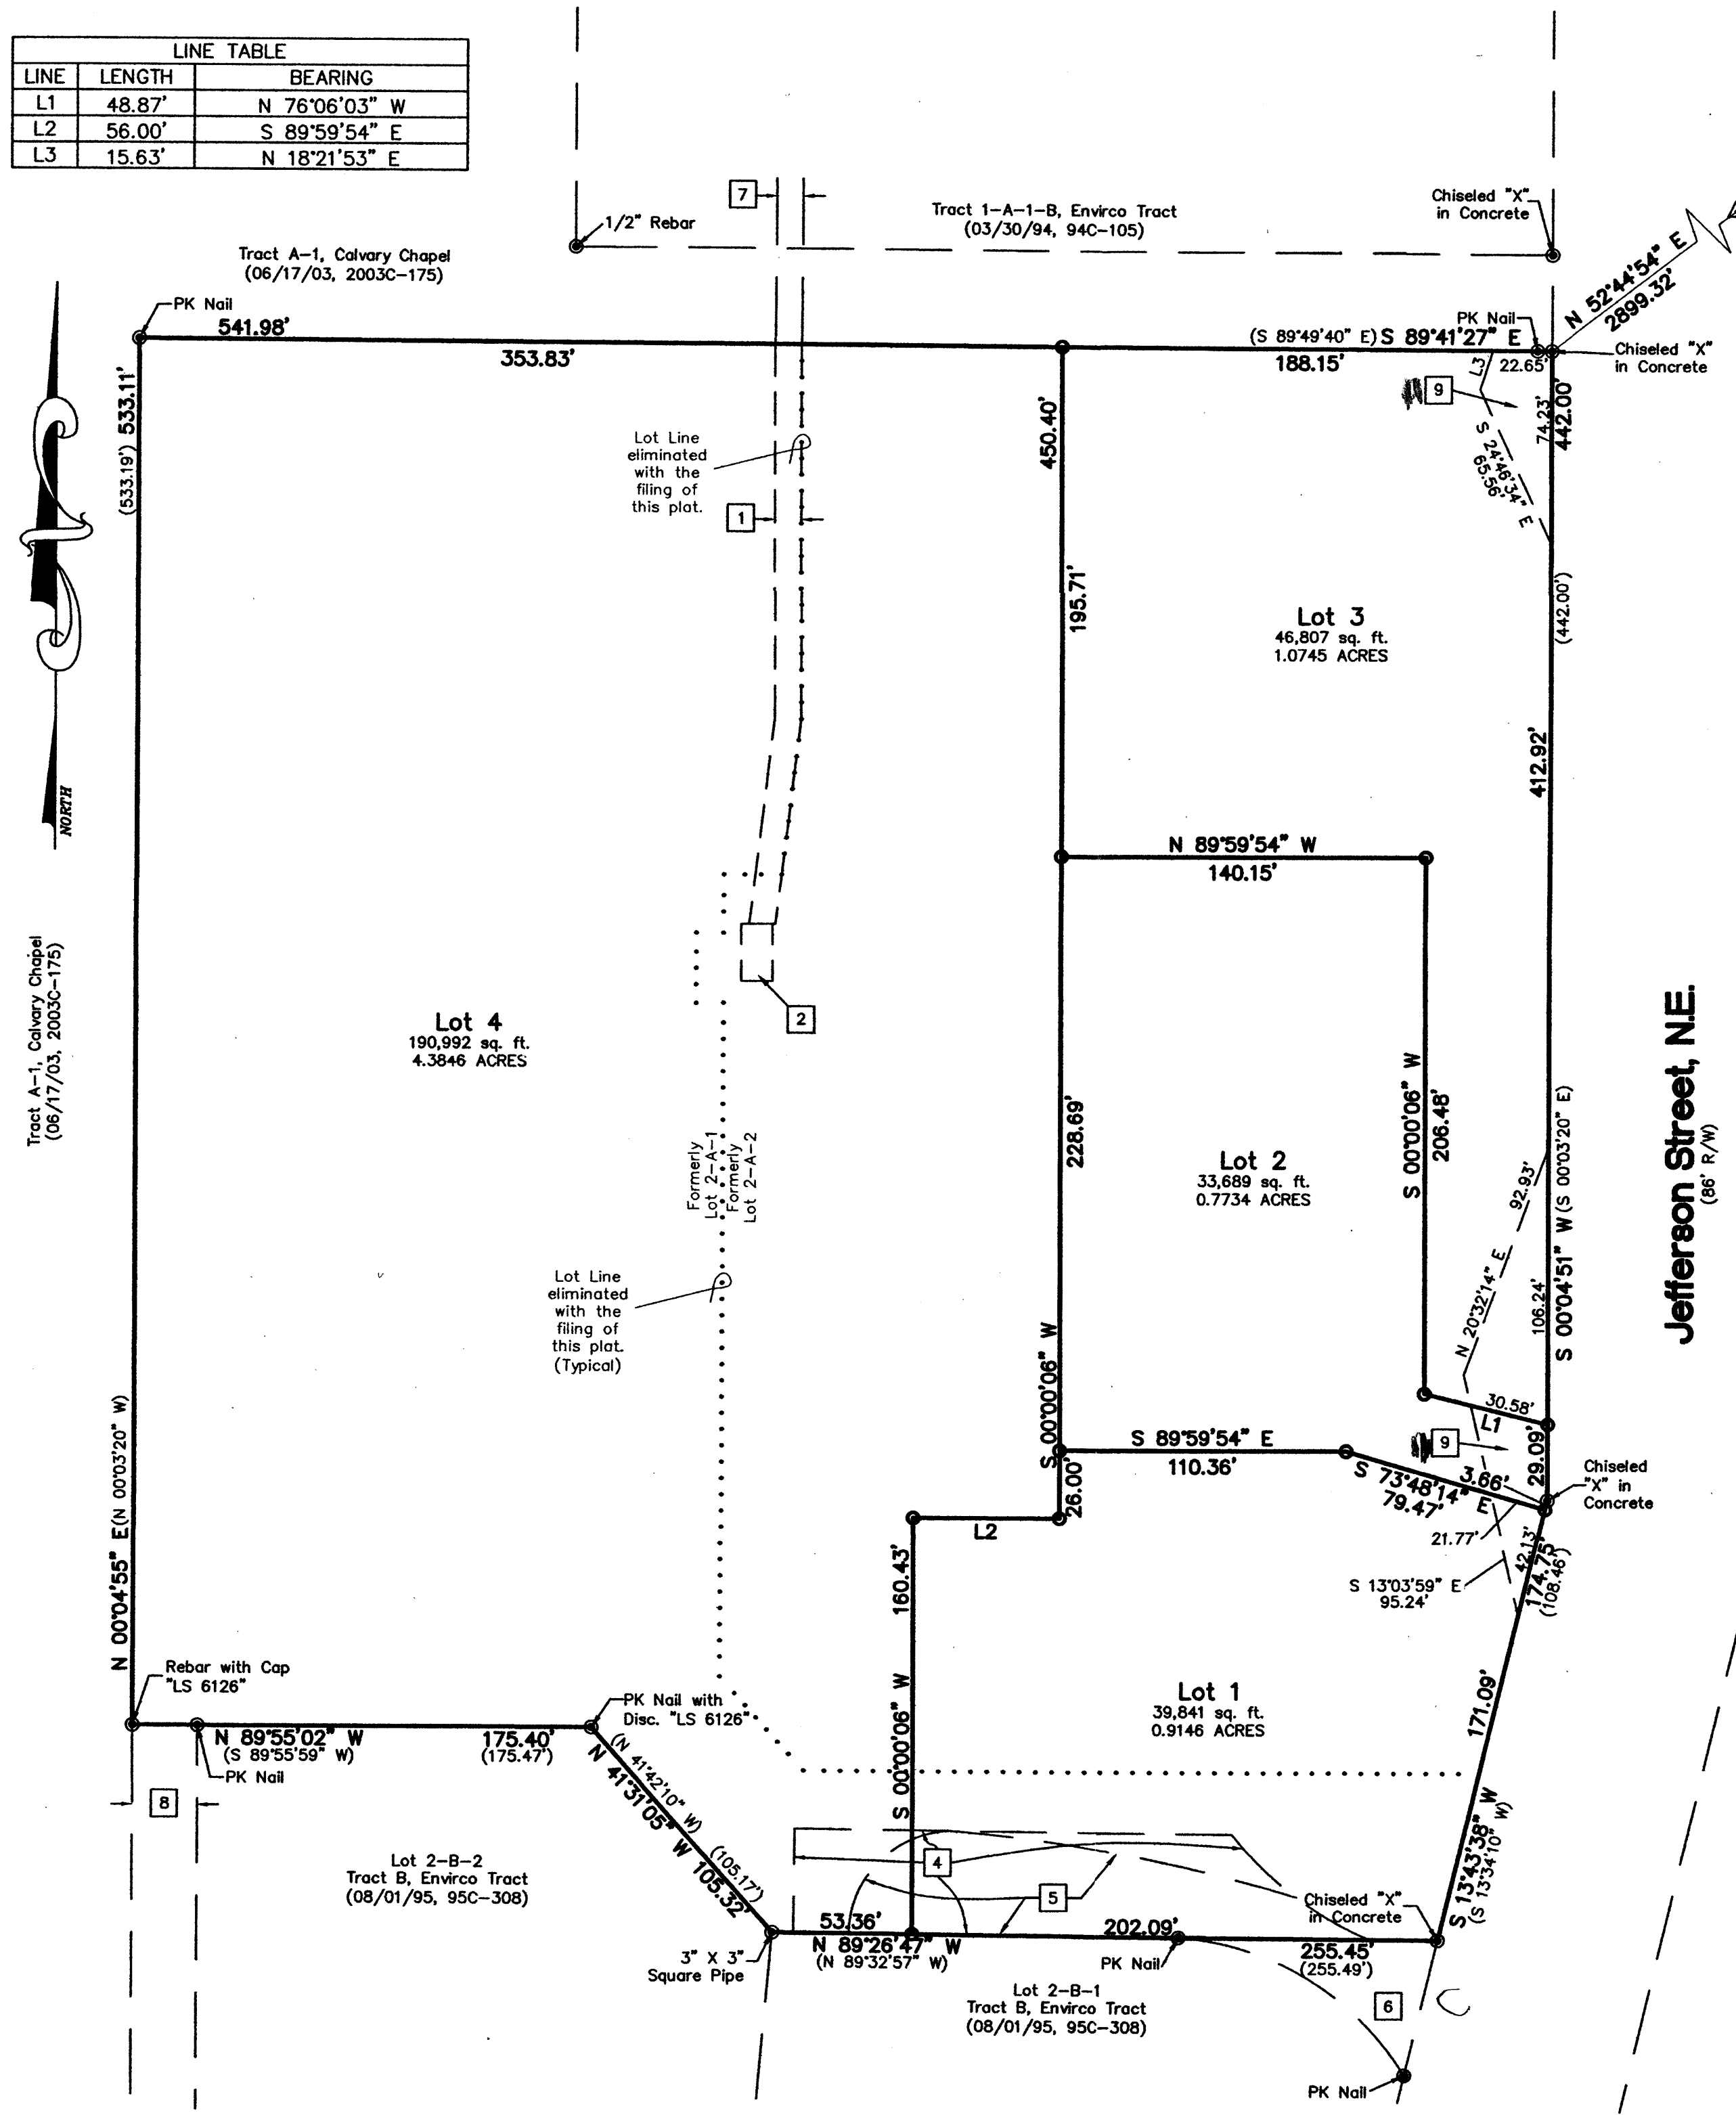 LINE TABLE
LINE LENGTH BEARING
L1 48.87' N 76°06'03" W
L2 56.00' S 89°59'54" E
L3 15.63' N 18°21'53" E
7
1/2" Rebar
Tract 1-A-1-B, Envirco Tract
(03/30/94, 94C-105)
Chiseled "X"
in Concrete
Tract A-1, Calvary Chapel
(06/17/03, 2003C-175)
N 52°44'54" E
2899.32'
PK Nail
541.98'
353.83'
(S 89°49'40" E) S 89°41'27" E
188.15'
PK Nail
22.65'
Chiseled "X"
in Concrete
L3
9
74.23'
442.00'
S 24°46'34" E
65.56'
(533.19') 533.11'
450.40'
Lot Line
eliminated
with the
filing of
this plat.
1
195.71'
(442.00')
Lot 3
46,807 sq. ft.
1.0745 ACRES
412.92'
NORTH
N 89°59'54" W
140.15'
Tract A-1, Calvary Chapel
(06/17/03, 2003C-175)
2
Lot 4
190,992 sq. ft.
4.3846 ACRES
Formerly
Lot 2-A-1
Formerly
Lot 2-A-2
228.69'
S 00°00'06" W
206.48'
Lot 2
33,689 sq. ft.
0.7734 ACRES
Jefferson Street, N.E.
(86' R/W)
Lot Line
eliminated
with the
filing of
this plat.
(Typical)
92.93'
N 20°32'14" E
106.24'
S 00°04'51" W (S 00°03'20" E)
S 00°00'06" W
30.58'
L1
S 89°59'54" E
110.36'
9
29.09'
3.66'
S 73°48'14" E
79.47'
Chiseled
"X" in
Concrete
26.00'
L2
21.77'
42.13'
174.75'
(108.46')
S 13°03'59" E
95.24'
N 00°04'55" E (N 00°03'20" W)
160.43'
S 00°00'06" W
Rebar with Cap
"LS 6126"
PK Nail with
Disc. "LS 6126"
Lot 1
39,841 sq. ft.
0.9146 ACRES
171.09'
N 89°55'02" W
(S 89°55'59" W)
175.40'
(175.47')
PK Nail
8
(N 41°42'10" W) (105.17')
N 41°31'05" W 105.32'
S 13°43'38" W
(S 13°34'10" W)
4
5
Lot 2-B-2
Tract B, Envirco Tract
(08/01/95, 95C-308)
Chiseled "X"
in Concrete
53.36'
202.09'
N 89°26'47" W
(N 89°32'57" W)
3" X 3"
Square Pipe
PK Nail
255.45'
(255.49')
Lot 2-B-1
Tract B, Envirco Tract
(08/01/95, 95C-308)
6
PK Nail